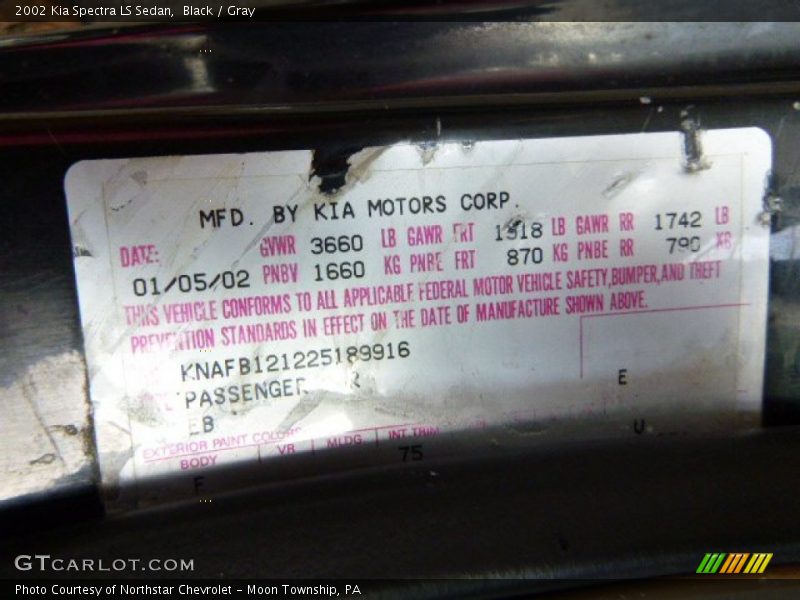 2002 Kia Spectra LS Sedan, Black / Gray
MFD. BY KIA MOTORS CORP.
DATE: GVWR 3660 LB GAWR FRT 1918 LB GAWR RR 1742 LB
01/05/02 PNBV 1660 KG PNBE FRT 870 KG PNBE RR 790 KG
THIS VEHICLE CONFORMS TO ALL APPLICABLE FEDERAL MOTOR VEHICLE SAFETY,BUMPER,AND THEFT
PREVENTION STANDARDS IN EFFECT ON THE DATE OF MANUFACTURE SHOWN ABOVE.
KNAFB121225189916
PASSENGER
E
EB
U
EXTERIOR PAINT COLORS
BODY VR MLDG INT TRIM
75
F
GTCARLOT.COM
Photo Courtesy of Northstar Chevrolet - Moon Township, PA